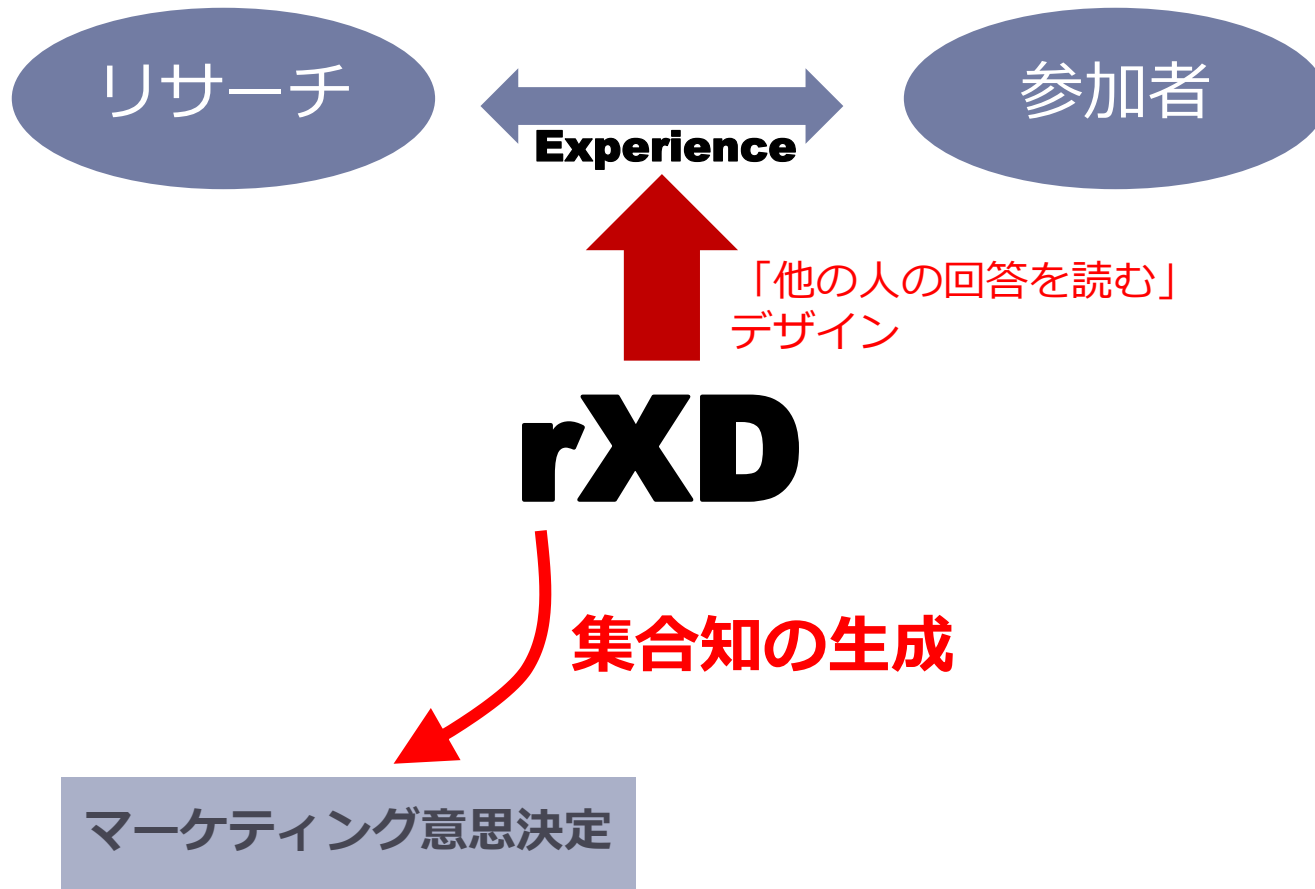 リサーチ
参加者
Experience
「他の人の回答を読む」
デザイン
rXD
集合知の生成
マーケティング意思決定